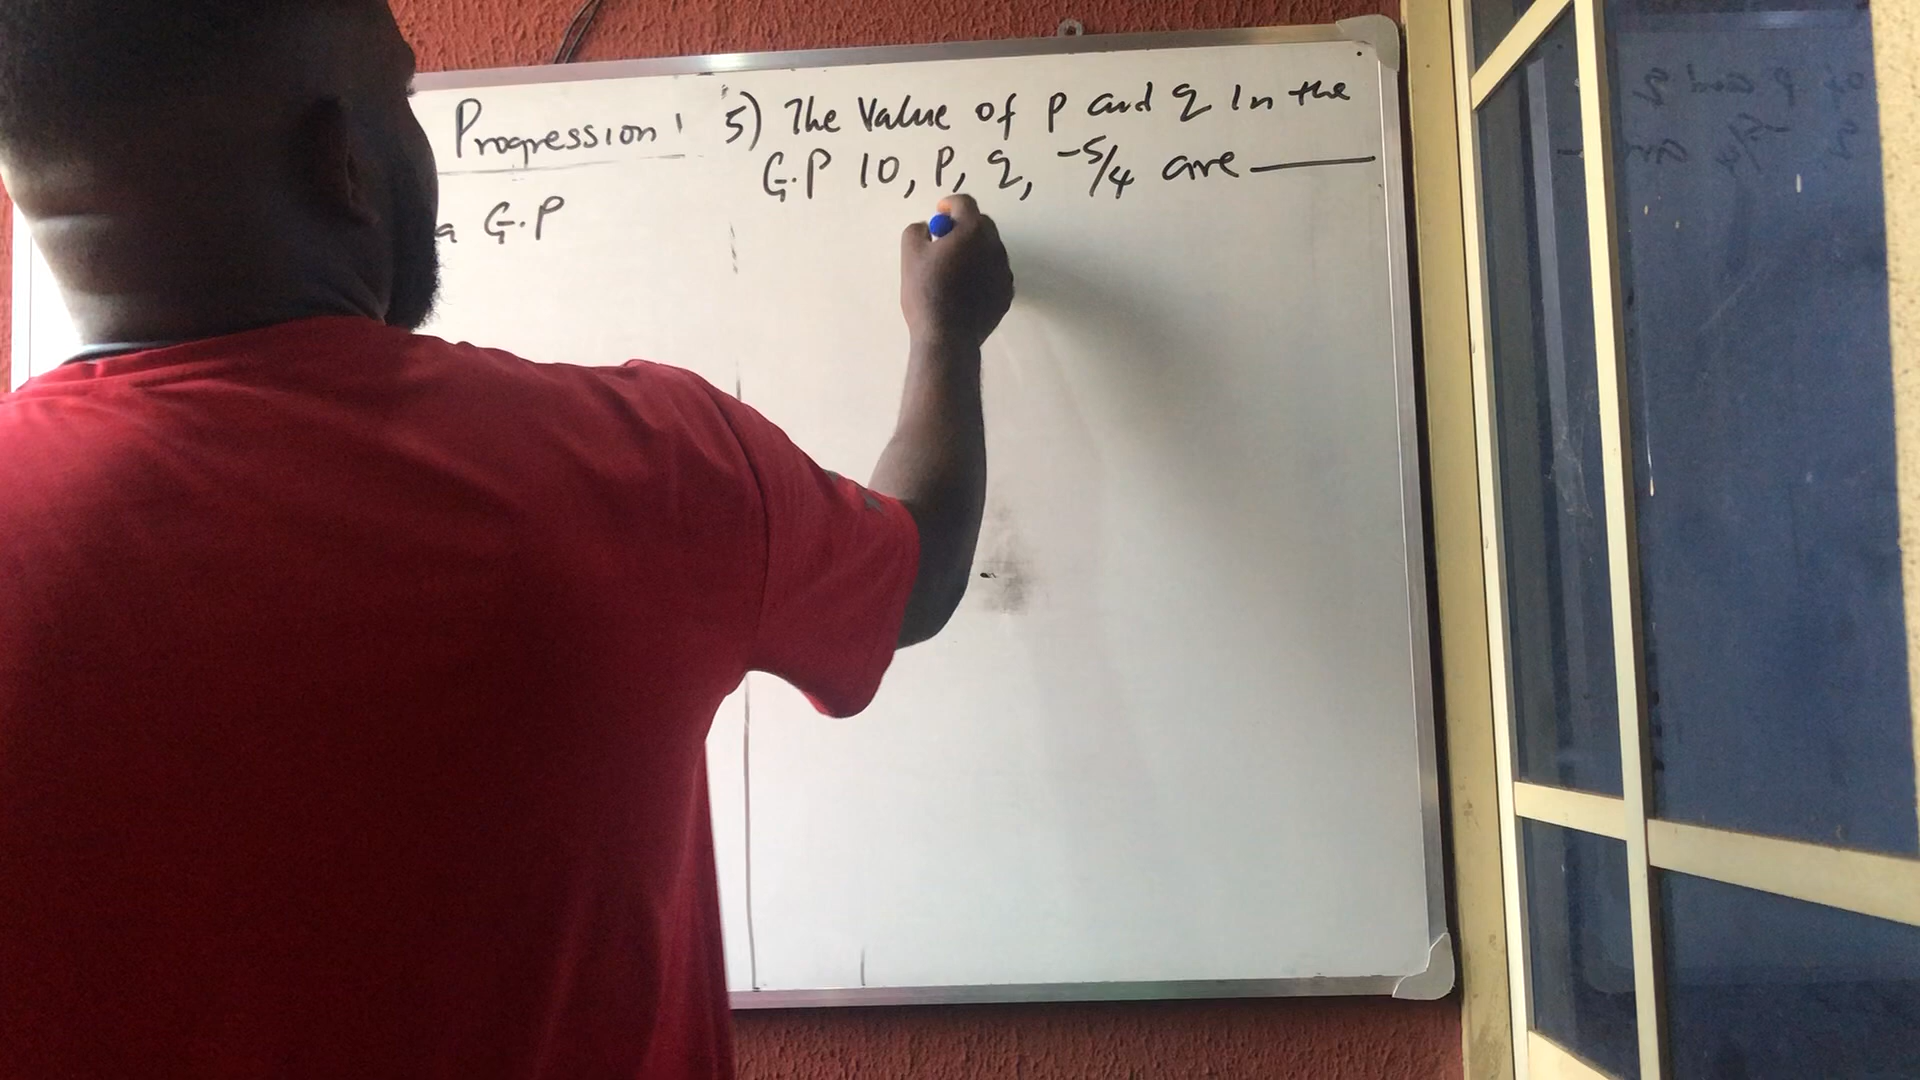 Progression
a G.P
5) The Value of p and q In the
G.P 10, P, q, -5/4 are ____